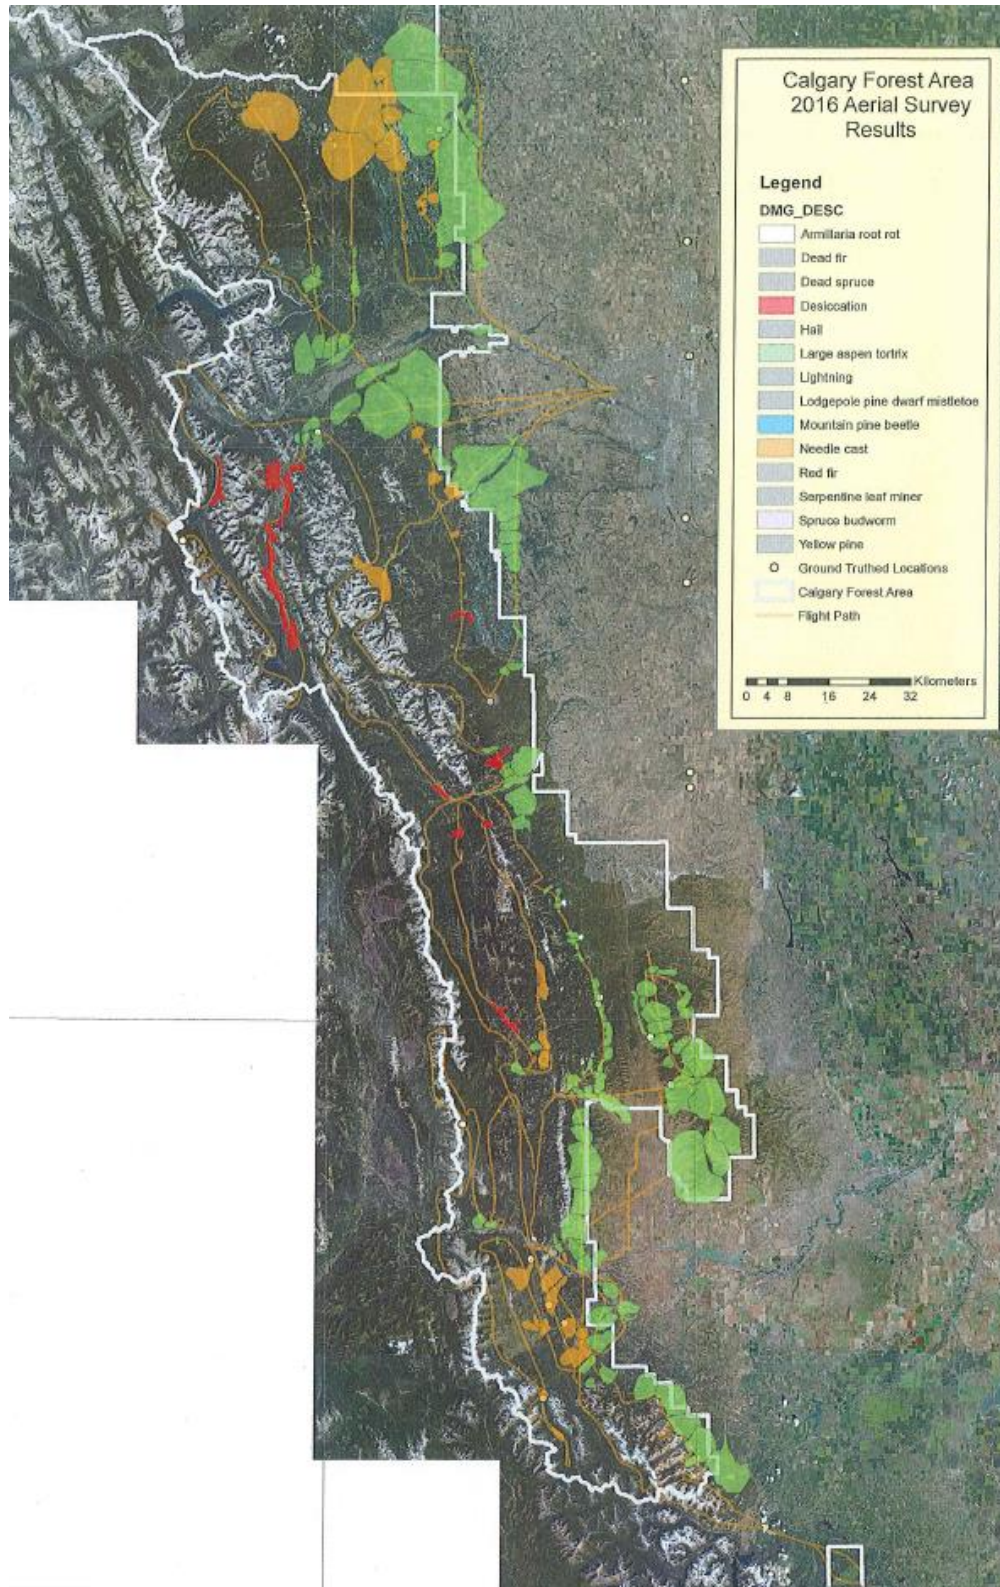 Calgary Forest Area
2016 Aerial Survey
Results
Legend
DMG_DESC
Armillaria root rot
Dead fir
Dead spruce
Desiccation
Hail
Large aspen tortrix
Lightning
Lodgepole pine dwarf mistletoe
Mountain pine beetle
Needle cast
Red fir
Serpentine leaf miner
Spruce budworm
Yellow pine
Ground Truthed Locations
Calgary Forest Area
Flight Path
Kilometers
0 4 8 16 24 32